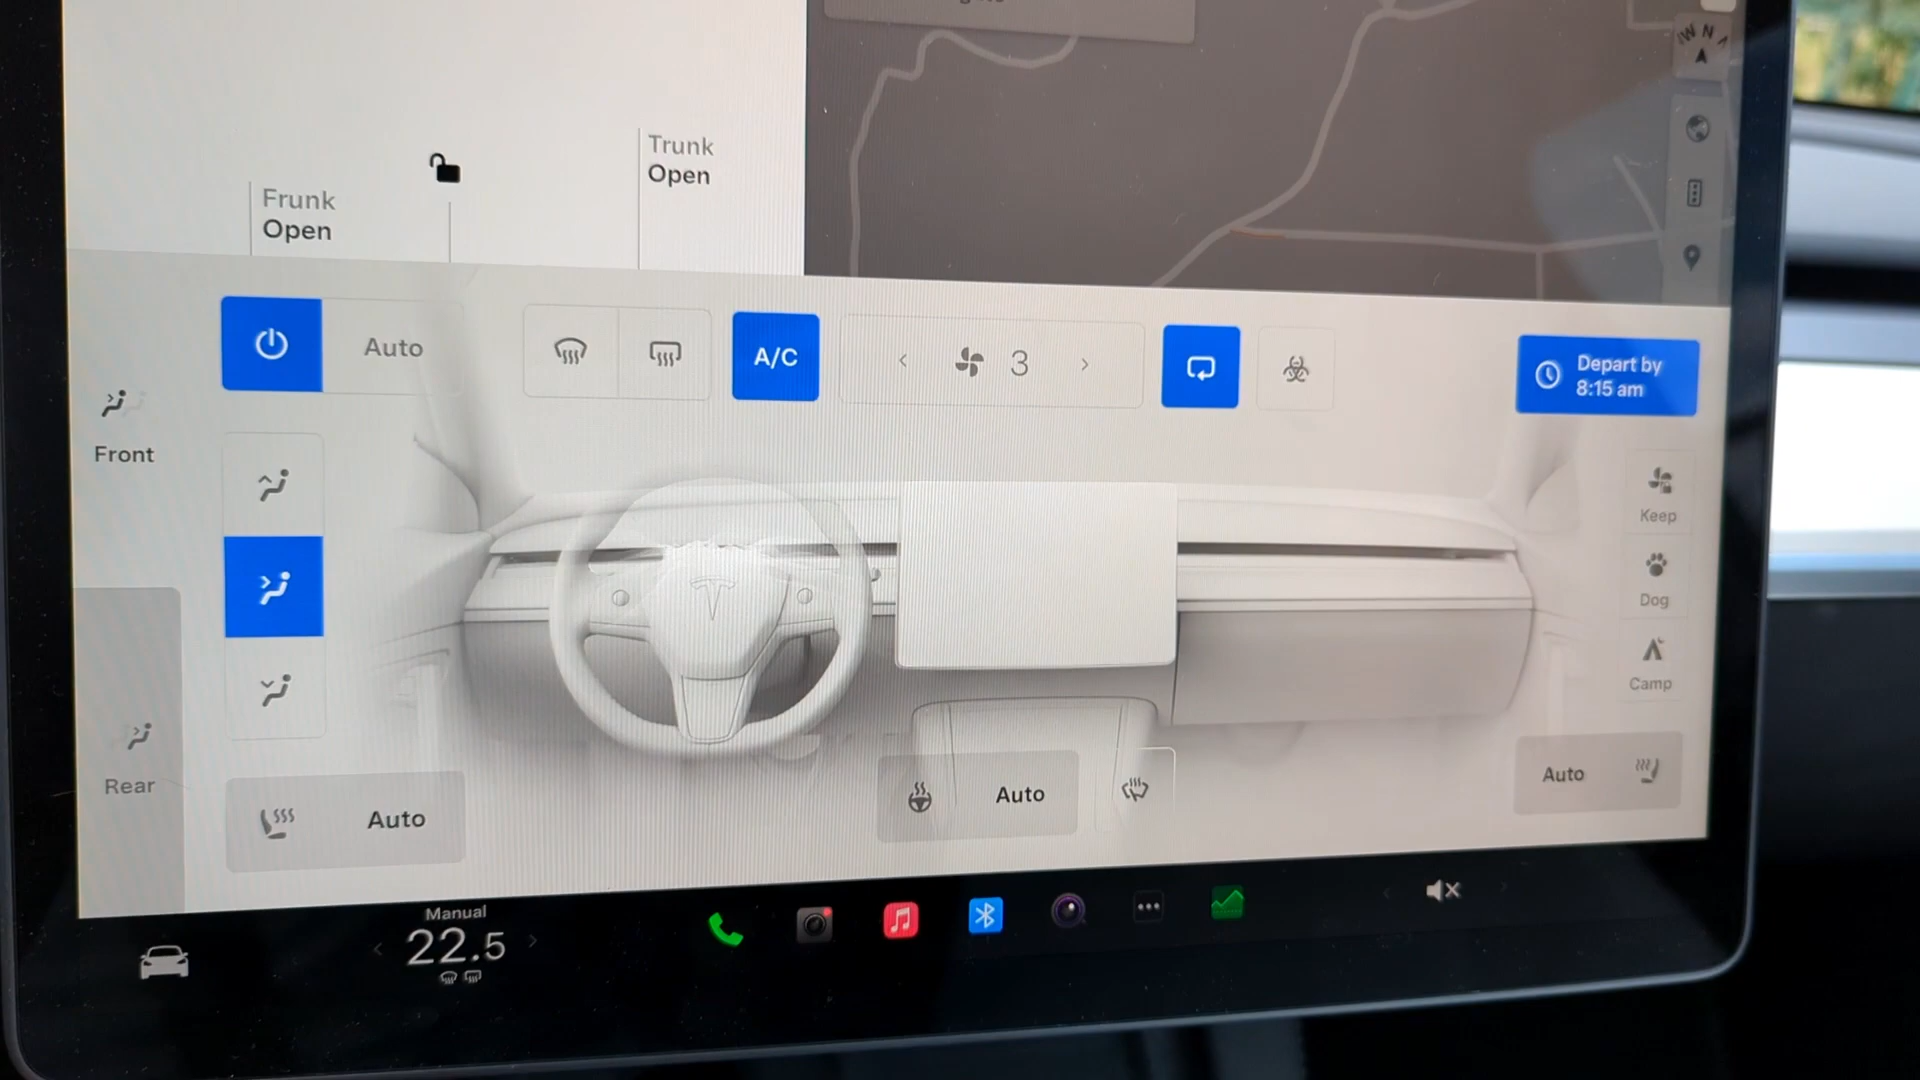 W N
Trunk
Open
Frunk
Open
Auto
A/C
3
Depart by
8:15 am
Front
Keep
Dog
Camp
Rear
Auto
Auto
Auto
Manual
22.5